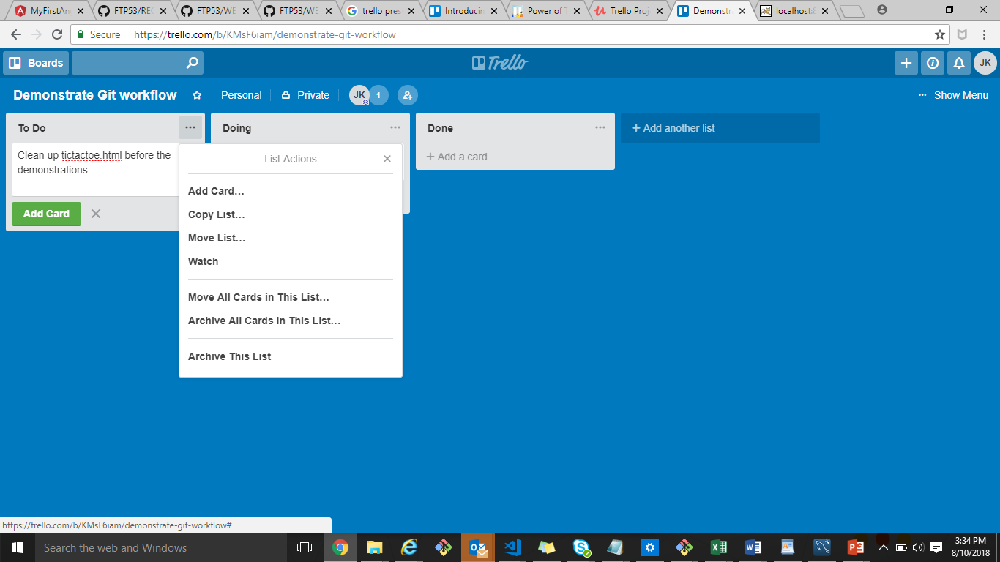 MyFirstAn
FTP53/REC
FTP53/WE
FTP53/WE
trello pres
Introducin
Power of T
Trello Proj
Demonstr
localhost:8
Secure
https://trello.com/b/KMsF6iam/demonstrate-git-workflow
Boards
Trello
JK
Demonstrate Git workflow
Personal
Private
JK
1
... Show Menu
To Do
...
Doing
...
Done
...
+ Add another list
Clean up tictactoe.html before the
demonstrations
Add Card
+ Add a card
List Actions
Add Card…
Copy List…
Move List…
Watch
Move All Cards in This List…
Archive All Cards in This List…
Archive This List
https://trello.com/b/KMsF6iam/demonstrate-git-workflow#
Search the web and Windows
3:34 PM
8/10/2018